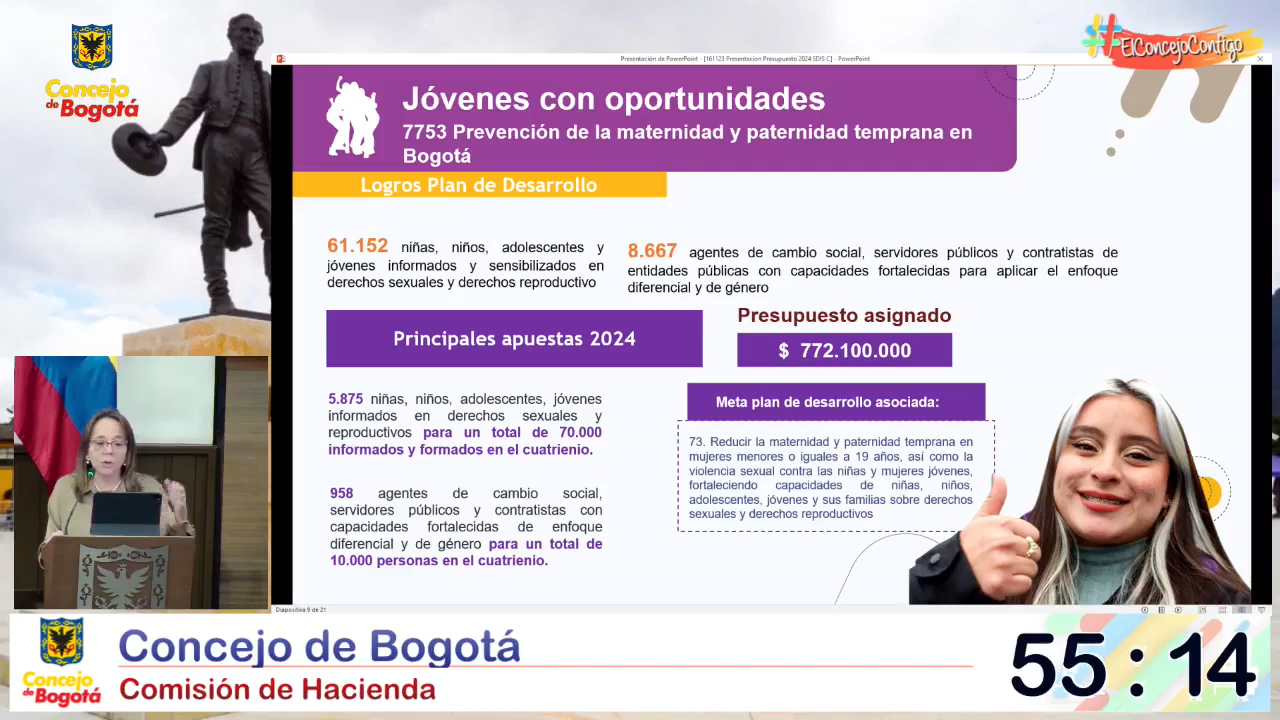 Concejo
de Bogotá
#ElConcejoContigo
Presentación de PowerPoint - [161123 Presentacion Presupuesto 2024 SDIS C] - PowerPoint
Jóvenes con oportunidades
7753 Prevención de la maternidad y paternidad temprana en
Bogotá
Logros Plan de Desarrollo
61.152 niñas, niños, adolescentes y
jóvenes informados y sensibilizados en
derechos sexuales y derechos reproductivo
8.667 agentes de cambio social, servidores públicos y contratistas de
entidades públicas con capacidades fortalecidas para aplicar el enfoque
diferencial y de género
Principales apuestas 2024
Presupuesto asignado
$ 772.100.000
5.875 niñas, niños, adolescentes, jóvenes
informados en derechos sexuales y
reproductivos para un total de 70.000
informados y formados en el cuatrienio.
958 agentes de cambio social,
servidores públicos y contratistas con
capacidades fortalecidas de enfoque
diferencial y de género para un total de
10.000 personas en el cuatrienio.
Meta plan de desarrollo asociada:
73. Reducir la maternidad y paternidad temprana en
mujeres menores o iguales a 19 años, así como la
violencia sexual contra las niñas y mujeres jóvenes,
fortaleciendo capacidades de niñas, niños,
adolescentes, jóvenes y sus familias sobre derechos
sexuales y derechos reproductivos
Diapositiva 9 de 21
Concejo
de Bogotá
Concejo de Bogotá
Comisión de Hacienda
55:14